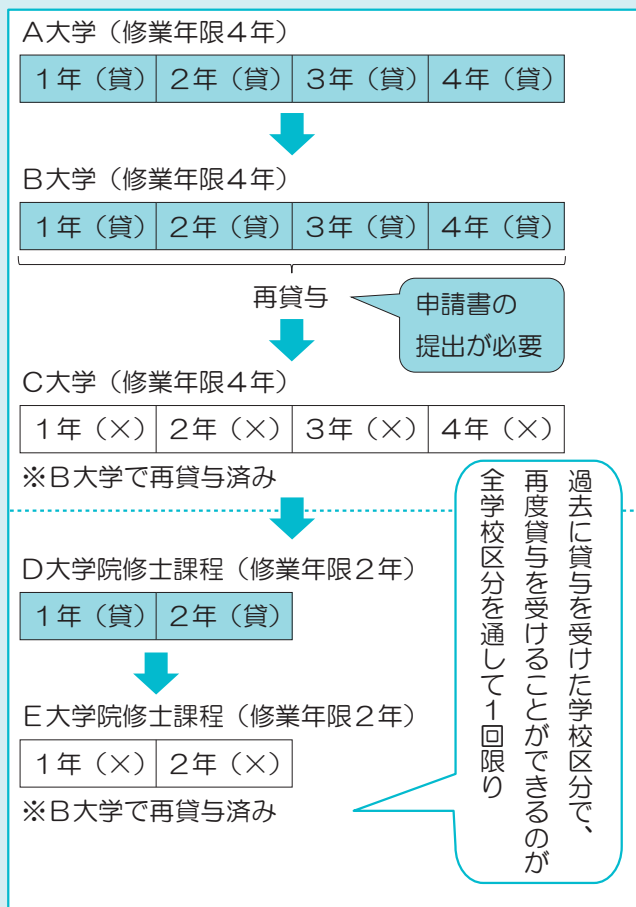 A大学（修業年限４年）
１年（貸） ２年（貸） ３年（貸） ４年（貸）
B大学（修業年限４年）
１年（貸） ２年（貸） ３年（貸） ４年（貸）
再貸与
申請書の
提出が必要
C大学（修業年限４年）
１年（×） ２年（×） ３年（×） ４年（×）
※B大学で再貸与済み
D大学院修士課程（修業年限２年）
１年（貸） ２年（貸）
E大学院修士課程（修業年限２年）
１年（×） ２年（×）
※B大学で再貸与済み
過去に貸与を受けた学校区分で、
再度貸与を受けることができるのが
全学校区分を通して１回限り